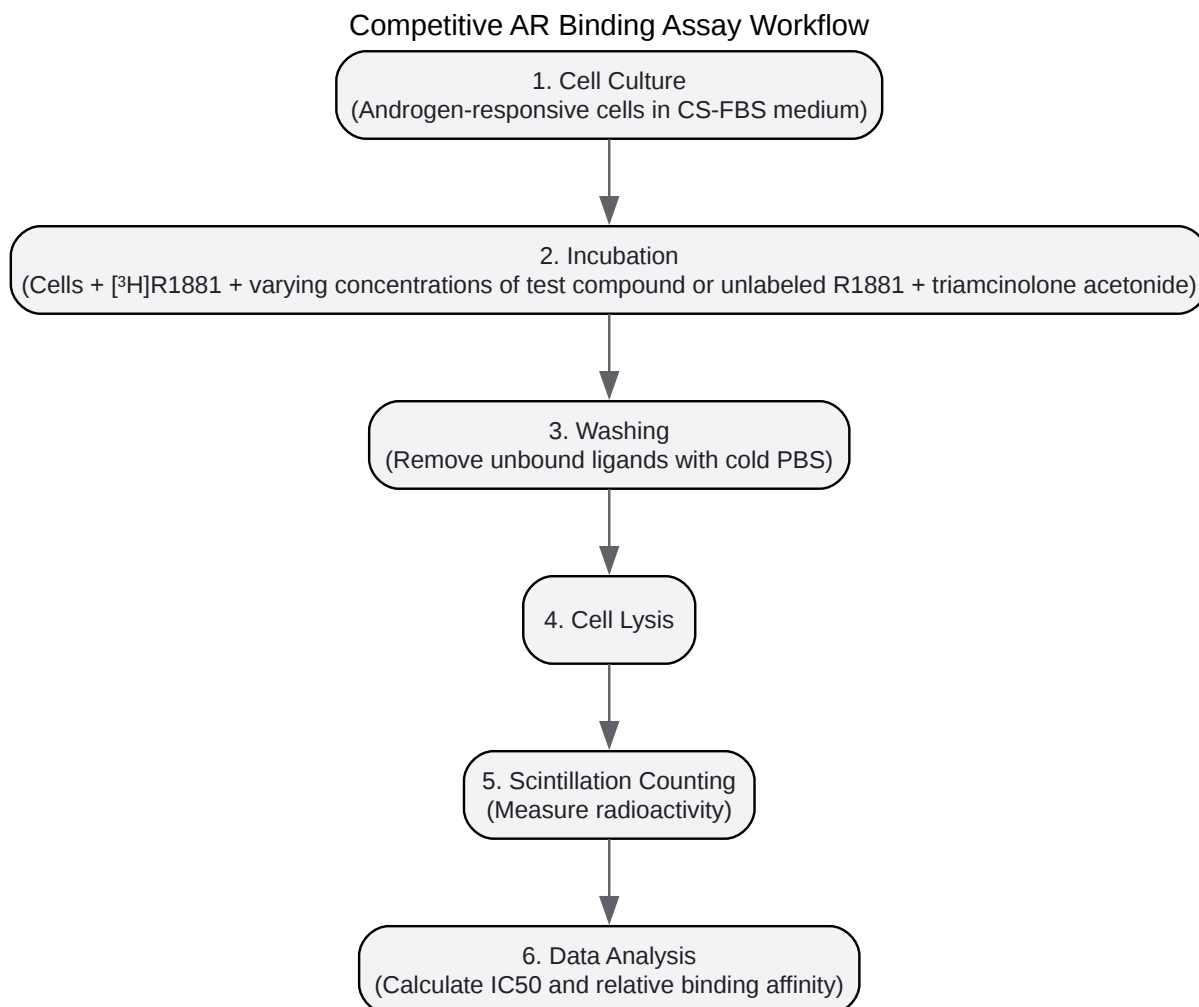 Competitive AR Binding Assay Workflow
1. Cell Culture
(Androgen-responsive cells in CS-FBS medium)
2. Incubation
(Cells + [³H]R1881 + varying concentrations of test compound or unlabeled R1881 + triamcinolone acetonide)
3. Washing
(Remove unbound ligands with cold PBS)
4. Cell Lysis
5. Scintillation Counting
(Measure radioactivity)
6. Data Analysis
(Calculate IC50 and relative binding affinity)